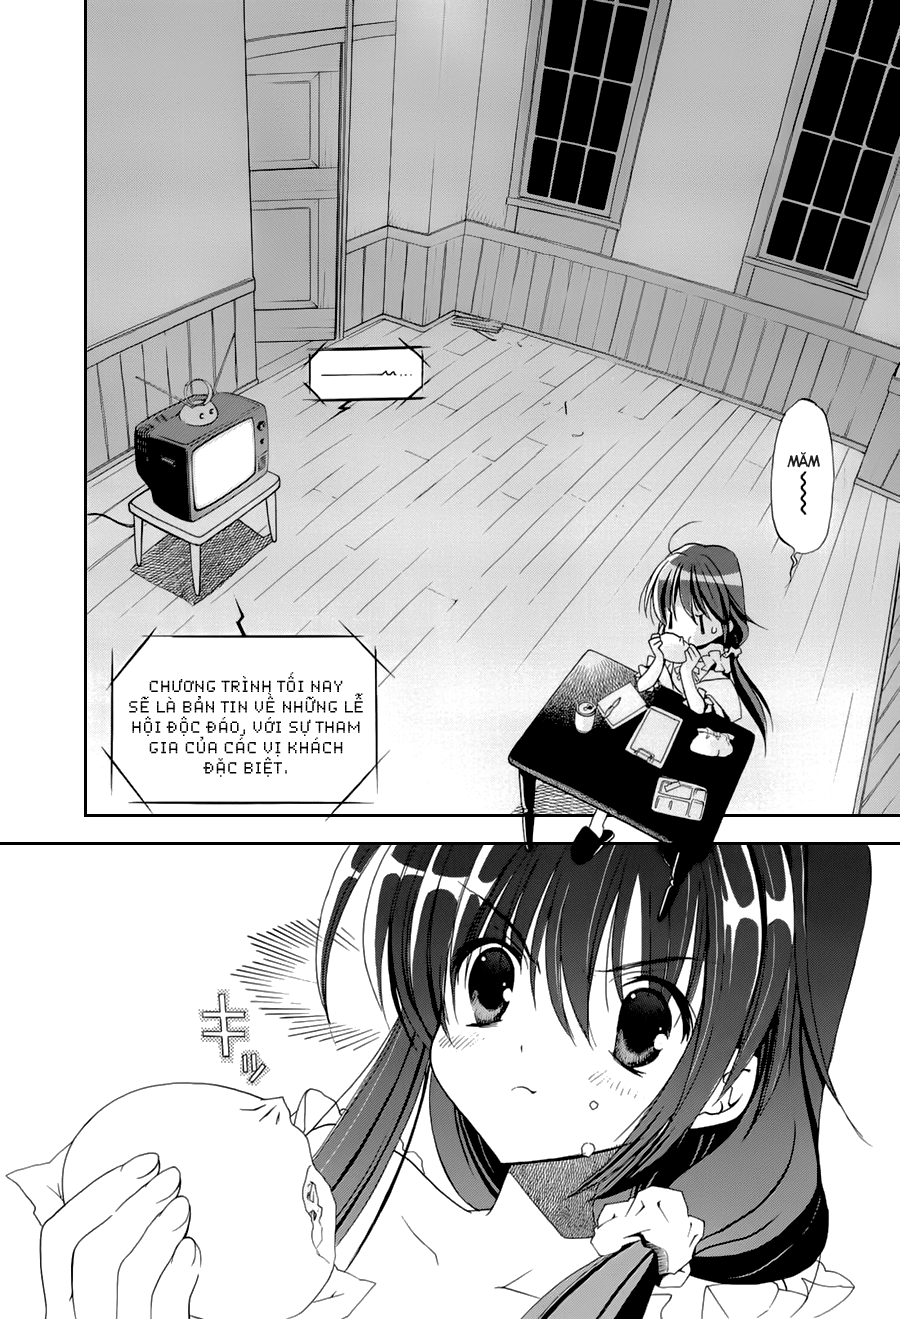 ...
MĂM
CHƯƠNG TRÌNH TỐI NAY
SẼ LÀ BẢN TIN VỀ NHỮNG LỄ
HỘI ĐỘC ĐÁO, VỚI SỰ THAM
GIA CỦA CÁC VỊ KHÁCH
ĐẶC BIỆT.
キッ